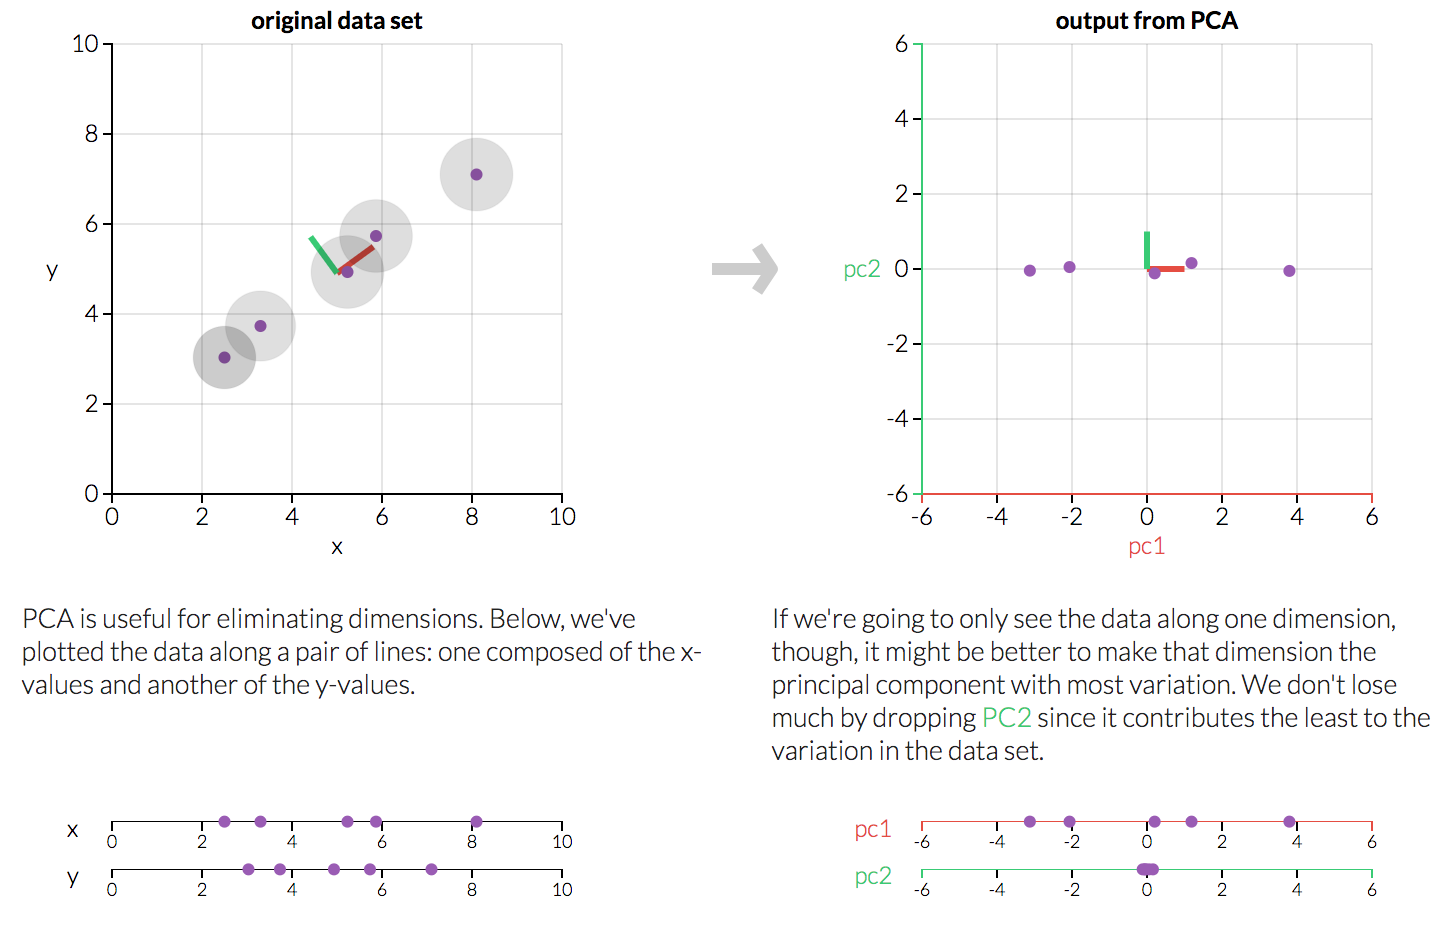 original data set
10
8
6
4
2
0
y
0 2 4 6 8 10
x
output from PCA
6
4
2
0
-2
-4
-6
pc2
-6 -4 -2 0 2 4 6
pc1
PCA is useful for eliminating dimensions. Below, we've
plotted the data along a pair of lines: one composed of the x-
values and another of the y-values.
If we're going to only see the data along one dimension,
though, it might be better to make that dimension the
principal component with most variation. We don't lose
much by dropping PC2 since it contributes the least to the
variation in the data set.
x
0 2 4 6 8 10
y
0 2 4 6 8 10
pc1
-6 -4 -2 0 2 4 6
pc2
-6 -4 -2 0 2 4 6